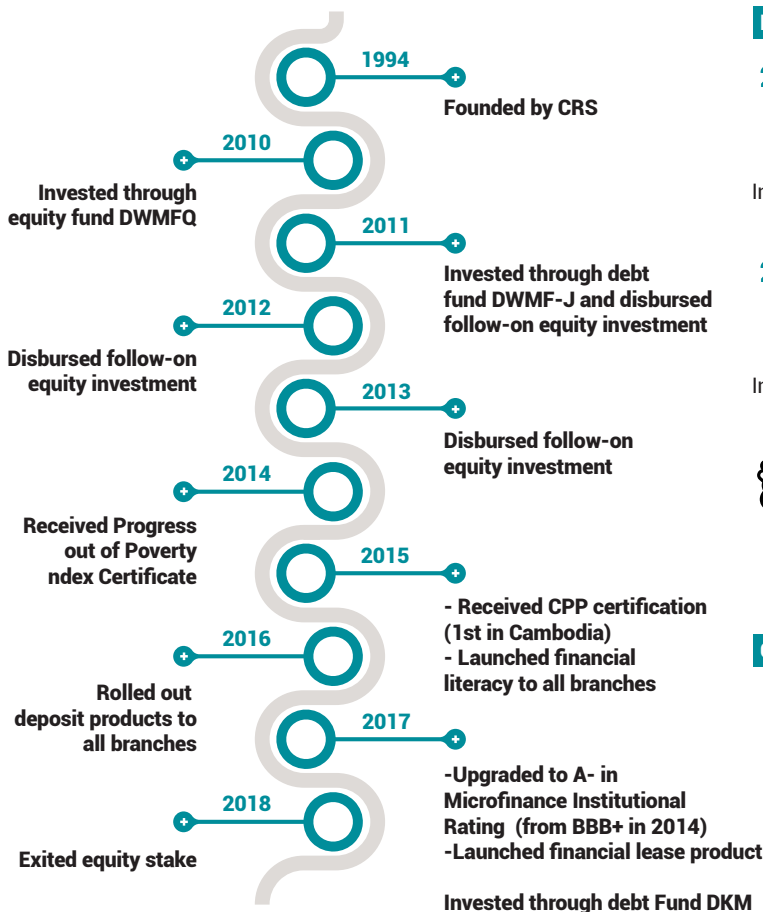 1994
Founded by CRS
2010
Invested through
equity fund DWMFQ
2011
Invested through debt
fund DWMF-J and disbursed
follow-on equity investment
2012
Disbursed follow-on
equity investment
2013
Disbursed follow-on
equity investment
2014
Received Progress
out of Poverty
ndex Certificate
2015
- Received CPP certification
(1st in Cambodia)
- Launched financial
literacy to all branches
2016
Rolled out
deposit products to
all branches
2017
-Upgraded to A- in
Microfinance Institutional
Rating (from BBB+ in 2014)
-Launched financial lease product
Invested through debt Fund DKM
2018
Exited equity stake